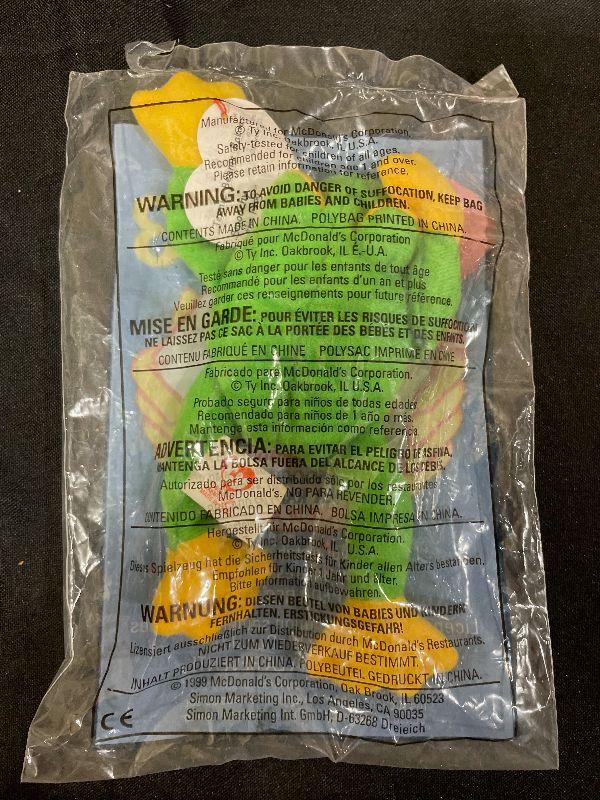 Manufactured for McDonald's Corporation,
© Ty Inc. Oakbrook, IL U.S.A.
Safety-tested for children of all ages.
Recommended for children age 1 and over.
Please retain information for reference.
WARNING: TO AVOID DANGER OF SUFFOCATION, KEEP BAG
AWAY FROM BABIES AND CHILDREN.
CONTENTS MADE IN CHINA. POLYBAG PRINTED IN CHINA.
Fabriqué pour McDonald's Corporation
© Ty Inc. Oakbrook, IL É.-U.A.
Testé sans danger pour les enfants de tout âge
Recommandé pour les enfants d'un an et plus
Veuillez garder ces renseignements pour future référence.
MISE EN GARDE: POUR ÉVITER LES RISQUES DE SUFFOCATION
NE LAISSEZ PAS CE SAC À LA PORTÉE DES BÉBÉS ET DES ENFANTS.
CONTENU FABRIQUÉ EN CHINE POLYSAC IMPRIMÉ EN CHINE
Fabricado para McDonald's Corporation.
© Ty Inc. Oakbrook, IL U.S.A.
Probado seguro para niños de todas edades
Recomendado para niños de 1 año o más.
Mantenga esta información como referencia
ADVERTENCIA: PARA EVITAR EL PELIGRO DE ASFIXIA,
MANTENGA LA BOLSA FUERA DEL ALCANCE DE LOS BEBÉS.
Autorizado para ser distribuido sólo por los restaurantes
McDonald's. NO PARA REVENDER.
CONTENIDO FABRICADO EN CHINA. BOLSA IMPRESA EN CHINA.
Hergestellt für McDonald's Corporation.
© Ty Inc. Oakbrook, IL U.S.A.
Dieses Spielzeug hat die Sicherheitstests für Kinder allen Alters bestanden.
Empfohlen für Kinder 1 Jahr und älter.
Bitte Information aufbewahren.
WARNUNG: DIESEN BEUTEL VON BABIES UND KINDERN
FERNHALTEN. ERSTICKUNGSGEFAHR!
Lizensiert ausschließlich zur Distribution durch McDonald's Restaurants.
NICHT ZUM WIEDERVERKAUF BESTIMMT.
INHALT PRODUZIERT IN CHINA. POLYBEUTEL GEDRUCKT IN CHINA.
© 1999 McDonald's Corporation, Oak Brook, IL 60523
Simon Marketing Inc., Los Angeles, CA 90035
Simon Marketing Int. GmbH, D-63268 Dreieich
CE